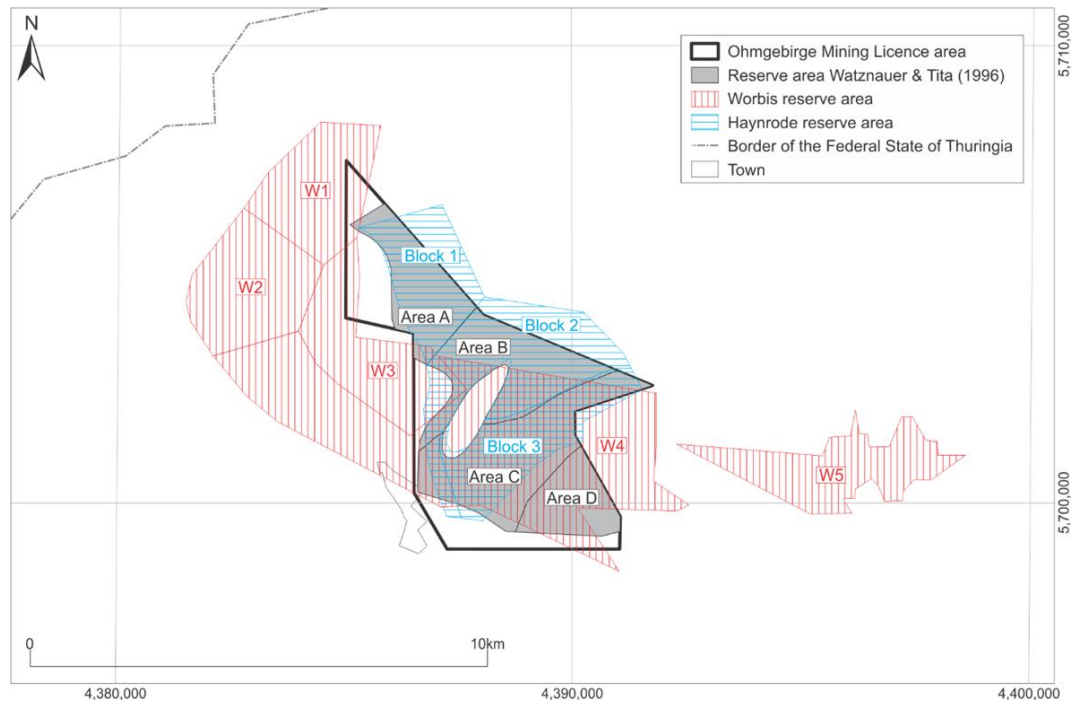 N
Ohmgebirge Mining Licence area
Reserve area Watznauer & Tita (1996)
Worbis reserve area
Haynrode reserve area
Border of the Federal State of Thuringia
Town
5,710,000
W1
Block 1
W2
Area A
Block 2
Area B
W3
Block 3
W4
Area C
W5
Area D
5,700,000
0
10km
4,380,000
4,390,000
4,400,000